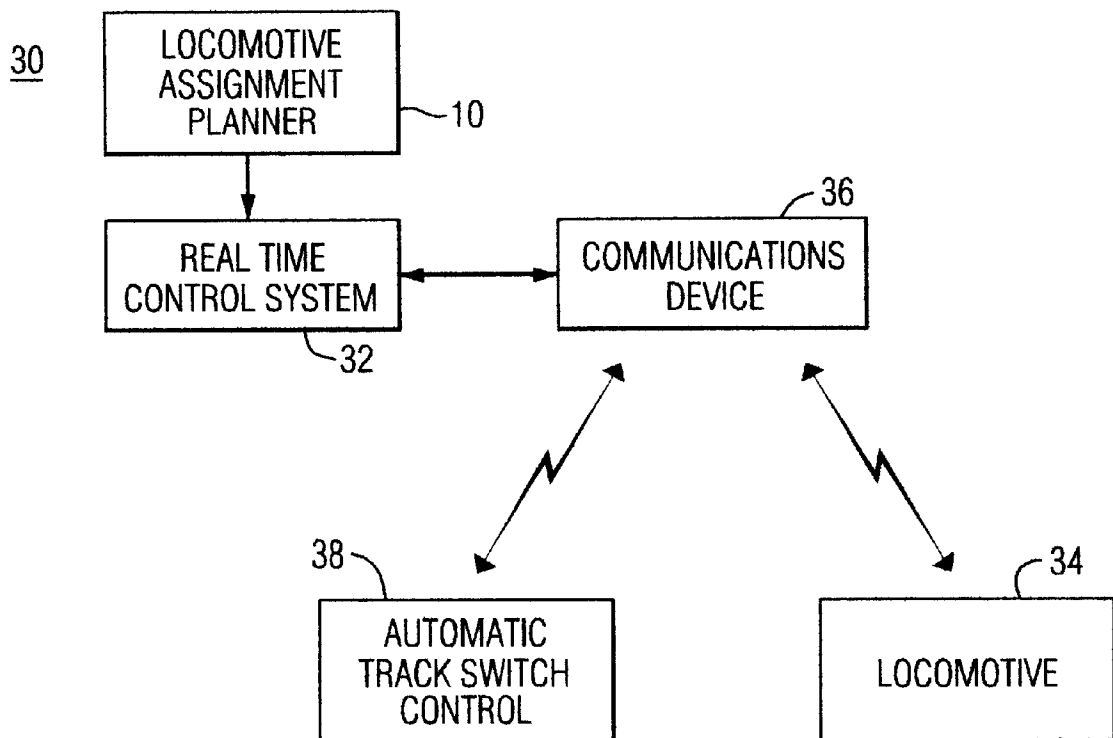 30
LOCOMOTIVE
ASSIGNMENT
PLANNER
10
REAL TIME
CONTROL SYSTEM
32
36
COMMUNICATIONS
DEVICE
38
AUTOMATIC
TRACK SWITCH
CONTROL
34
LOCOMOTIVE